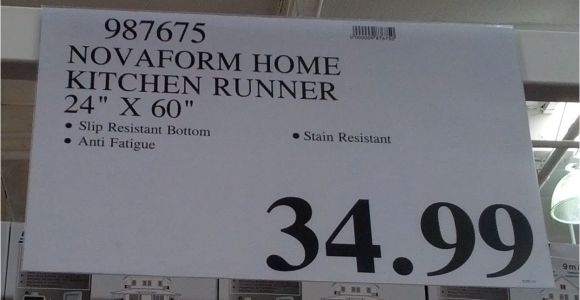 987675
NOVAFORM HOME
KITCHEN RUNNER
24" X 60"
• Slip Resistant Bottom
• Anti Fatigue
• Stain Resistant
34.99